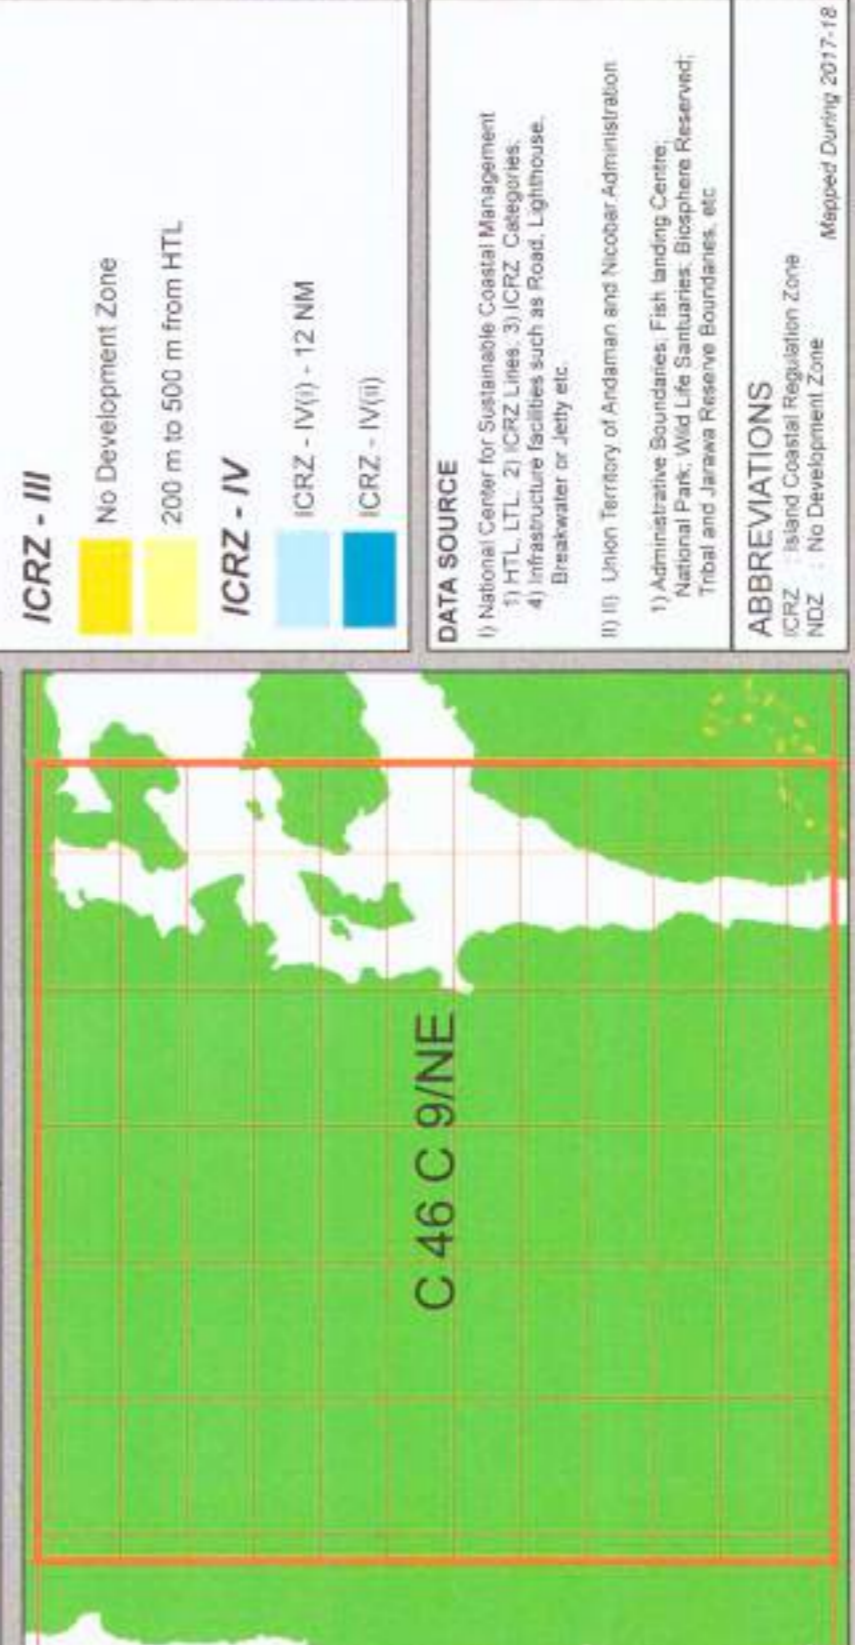 ICRZ - III
No Development Zone
200 m to 500 m from HTL
ICRZ - IV
ICRZ - IV(i) - 12 NM
ICRZ - IV(ii)
DATA SOURCE
I) National Center for Sustainable Coastal Management
1) HTL, LTL. 2) ICRZ Lines. 3) ICRZ Categories.
4) Infrastructure facilities such as Road, Lighthouse,
Breakwater or Jetty etc.
II) II) Union Territory of Andaman and Nicobar Administration
1) Administrative Boundaries, Fish landing Centre;
National Park, Wild Life Santuaries, Biosphere Reserved;
Tribal and Jarawa Reserve Boundaries, etc
ABBREVIATIONS
ICRZ : Island Coastal Regulation Zone
NDZ : No Development Zone
Mapped During 2017-18
C 46 C 9/NE